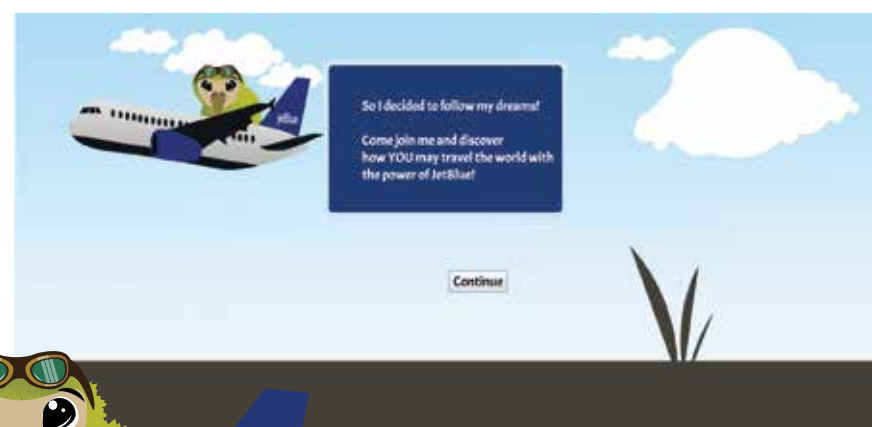 So I decided to follow my dreams!
Come join me and discover
how YOU may travel the world with
the power of JetBlue!
jetBlue
Continue